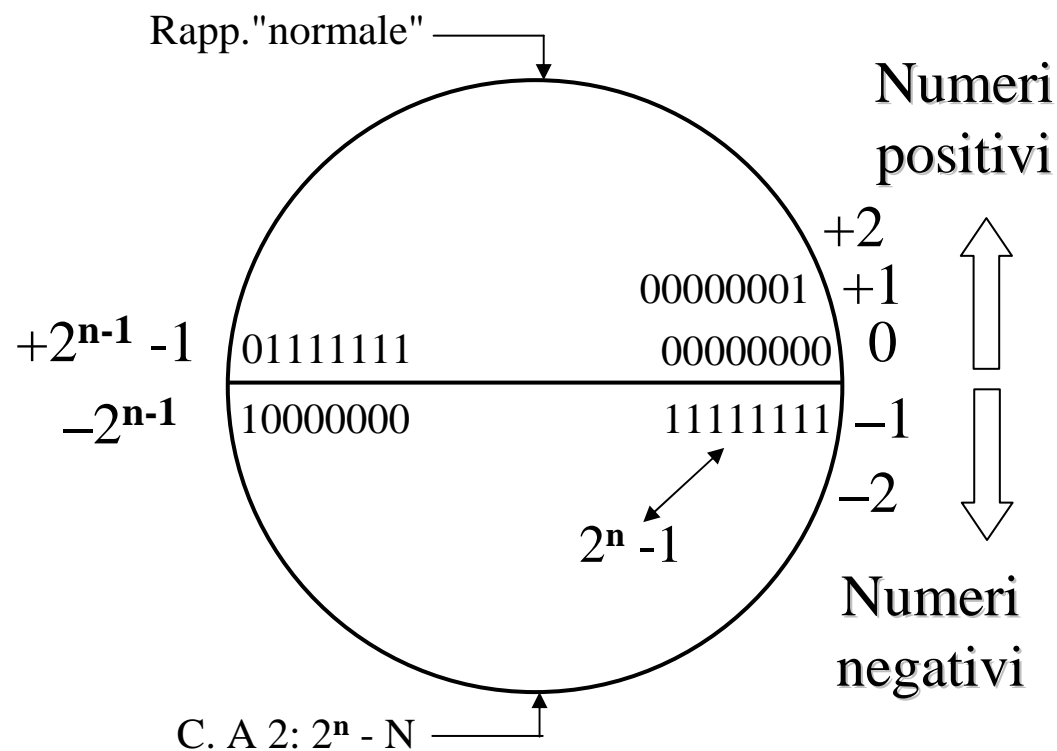 Rapp."normale"
Numeri
positivi
+2
00000001 +1
+2ⁿ⁻¹ -1 01111111 00000000 0
–2ⁿ⁻¹ 10000000 11111111 –1
–2
2ⁿ -1
Numeri
negativi
C. A 2: 2ⁿ - N